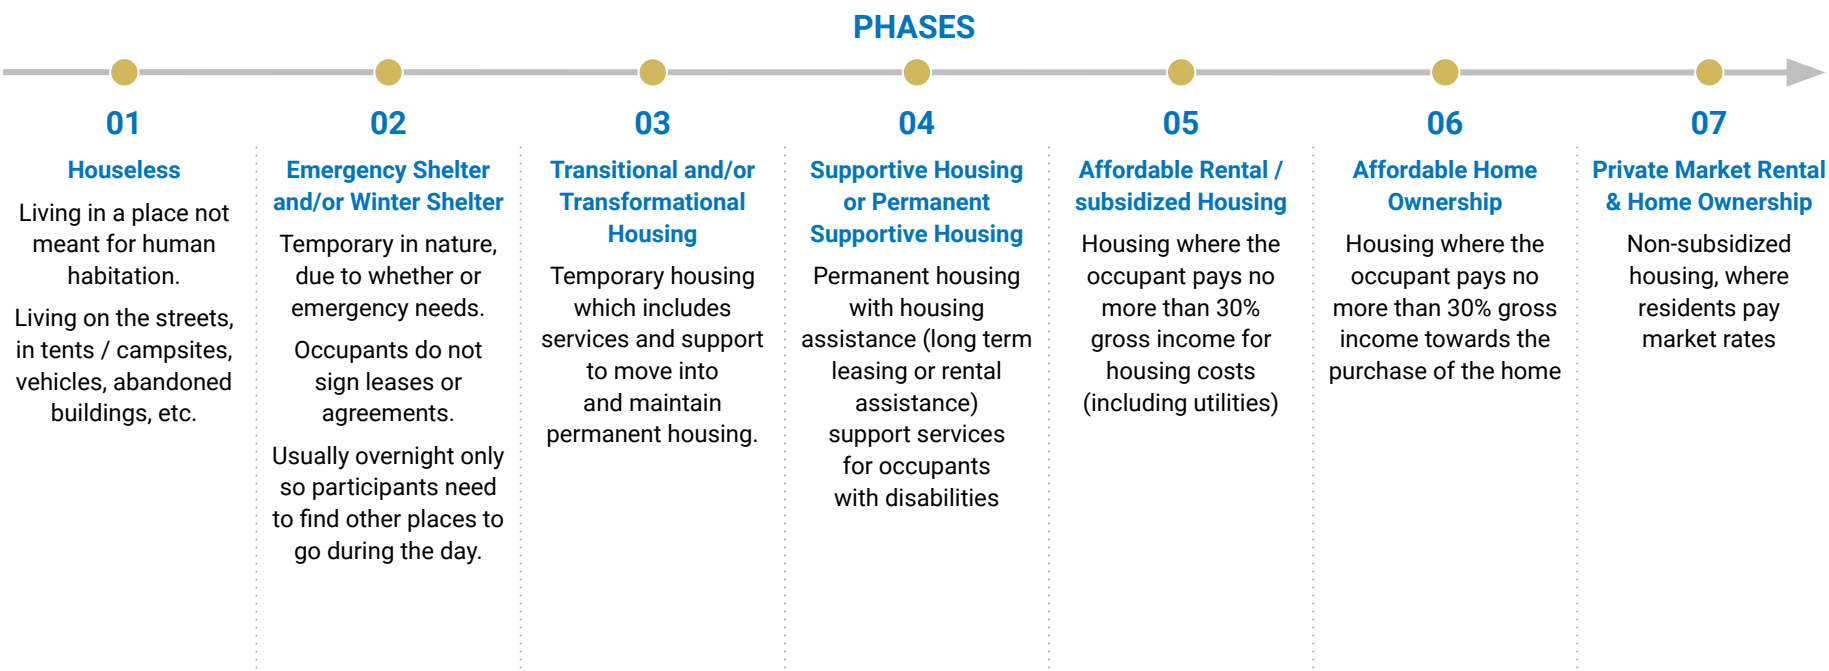 PHASES
01
Houseless
Living in a place not
meant for human
habitation.
Living on the streets,
in tents / campsites,
vehicles, abandoned
buildings, etc.
02
Emergency Shelter
and/or Winter Shelter
Temporary in nature,
due to whether or
emergency needs.
Occupants do not
sign leases or
agreements.
Usually overnight only
so participants need
to find other places to
go during the day.
03
Transitional and/or
Transformational
Housing
Temporary housing
which includes
services and support
to move into
and maintain
permanent housing.
04
Supportive Housing
or Permanent
Supportive Housing
Permanent housing
with housing
assistance (long term
leasing or rental
assistance)
support services
for occupants
with disabilities
05
Affordable Rental /
subsidized Housing
Housing where the
occupant pays no
more than 30%
gross income for
housing costs
(including utilities)
06
Affordable Home
Ownership
Housing where the
occupant pays no
more than 30% gross
income towards the
purchase of the home
07
Private Market Rental
& Home Ownership
Non-subsidized
housing, where
residents pay
market rates